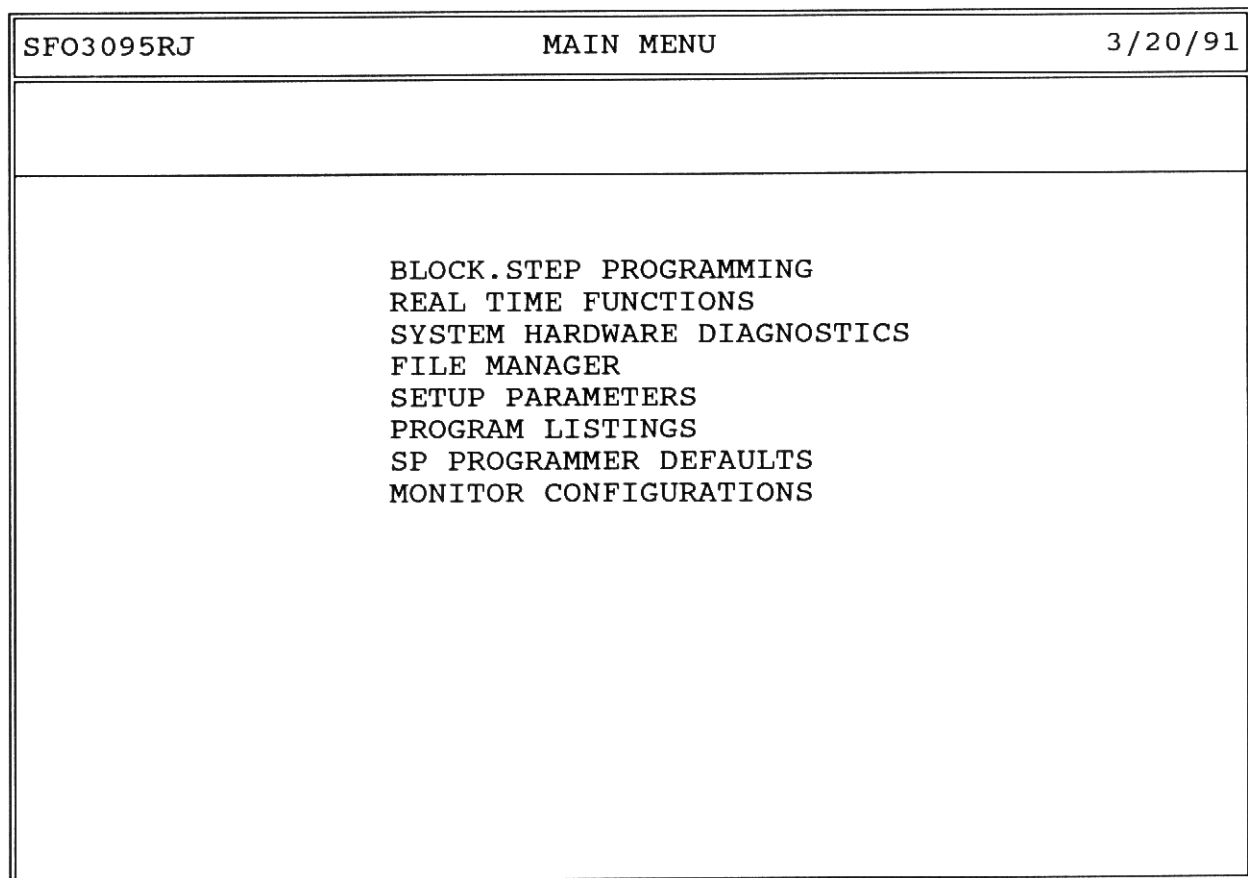 SFO3095RJ MAIN MENU 3/20/91
BLOCK.STEP PROGRAMMING
REAL TIME FUNCTIONS
SYSTEM HARDWARE DIAGNOSTICS
FILE MANAGER
SETUP PARAMETERS
PROGRAM LISTINGS
SP PROGRAMMER DEFAULTS
MONITOR CONFIGURATIONS